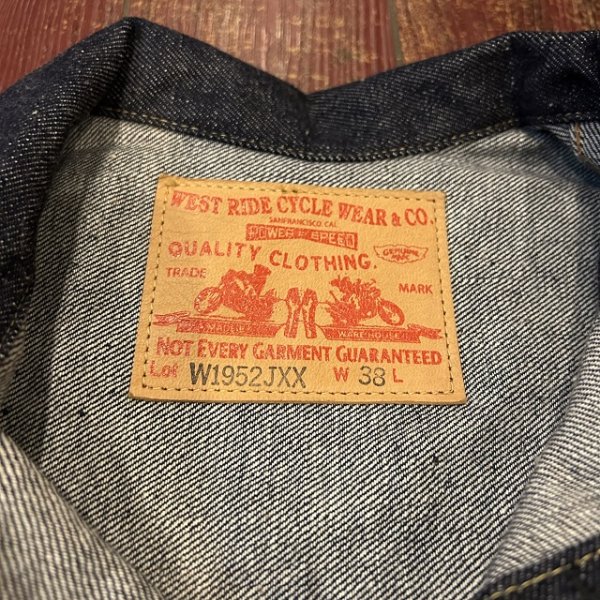 WEST RIDE CYCLE WEAR & CO.
SANFRANCISCO. CAL.
POWER SPEED
QUALITY CLOTHING.
GENUINE
TRADE MARK
NOT EVERY GARMENT GUARANTEED
Lot W1952JXX W 38 L